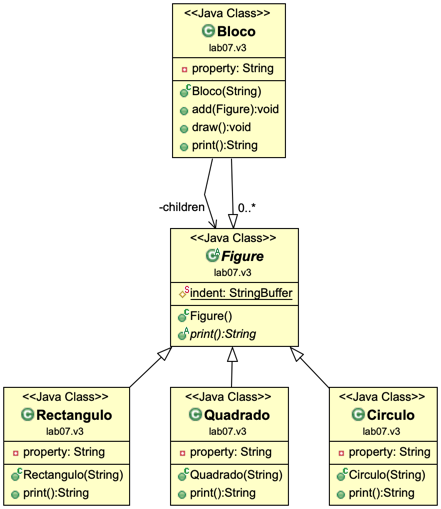 <<Java Class>>
Bloco
lab07.v3
property: String
Bloco(String)
add(Figure):void
draw():void
print():String
-children
0..*
<<Java Class>>
Figure
lab07.v3
indent: StringBuffer
Figure()
print():String
<<Java Class>>
Rectangulo
lab07.v3
property: String
Rectangulo(String)
print():String
<<Java Class>>
Quadrado
lab07.v3
property: String
Quadrado(String)
print():String
<<Java Class>>
Circulo
lab07.v3
property: String
Circulo(String)
print():String